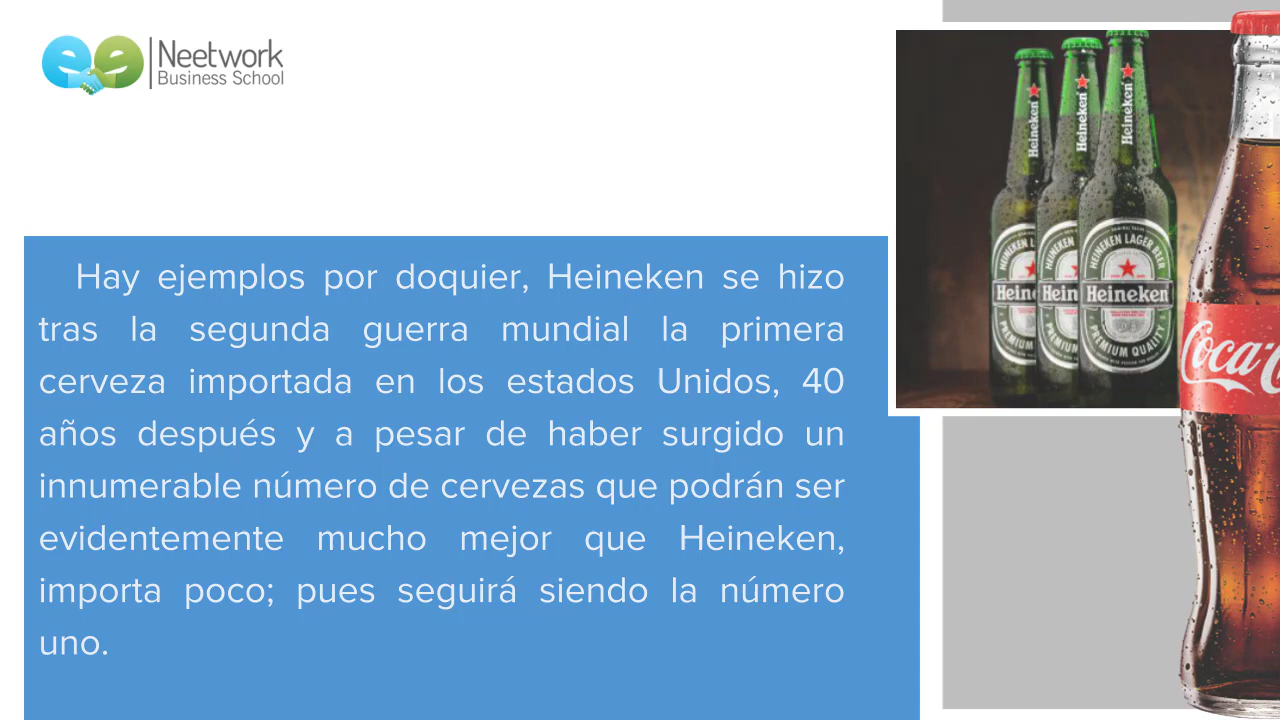 Neetwork
Business School
Hay ejemplos por doquier, Heineken se hizo
tras la segunda guerra mundial la primera
cerveza importada en los estados Unidos, 40
años después y a pesar de haber surgido un
innumerable número de cervezas que podrán ser
evidentemente mucho mejor que Heineken,
importa poco; pues seguirá siendo la número
uno.
Heineken
Heineken
Heineken
HEINEKEN LAGER BEER
Heineken
PREMIUM QUALITY
Coca-